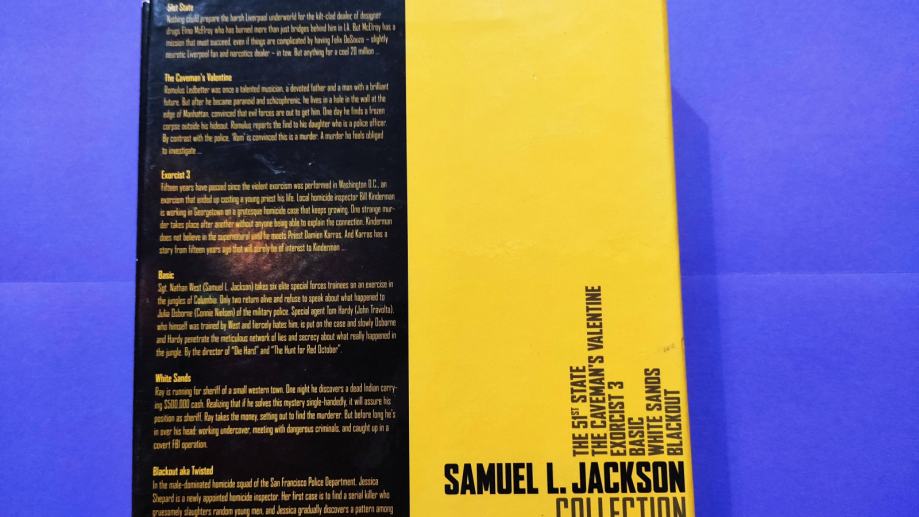 51st State
Nothing could prepare the harsh Liverpool underworld for the kilt-clad dealer of designer
drugs Elmo McElroy who has burned more than just bridges behind him in LA. But McElroy has a
mission that must succeed, even if things are complicated by having Felix DeSouza – slightly
neurotic Liverpool fan and narcotics dealer – in tow. But anything for a cool 20 million ...
The Caveman's Valentine
Romulus Ledbetter was once a talented musician, a devoted father and a man with a brilliant
future. But after he became paranoid and schizophrenic, he lives in a hole in the wall at the
edge of Manhattan, convinced that evil forces are out to get him. One day he finds a frozen
corpse outside his hideout. Romulus reports the find to his daughter who is a police officer.
By contrast with the police, "Rom" is convinced this is a murder. A murder he feels obliged
to investigate ...
Exorcist 3
Fifteen years have passed since the violent exorcism was performed in Washington D.C., an
exorcism that ended up costing a young priest his life. Local homicide inspector Bill Kinderman
is working in Georgetown on a grotesque homicide case that keeps growing. One strange mur-
der takes place after another without anyone being able to explain the connection. Kinderman
does not believe in the supernatural until he meets Priest Damien Karras. And Karras has a
story from fifteen years ago that will surely be of interest to Kinderman ...
Basic
Sgt. Nathan West (Samuel L. Jackson) takes six elite special forces trainees on an exercise in
the jungles of Columbia. Only two return alive and refuse to speak about what happened to
Julia Osborne (Connie Nielsen) of the military police. Special agent Tom Hardy (John Travolta),
who himself was trained by West and fiercely hates him, is put on the case and slowly Osborne
and Hardy penetrate the meticulous network of lies and secrecy about what really happened in
the jungle. By the director of "Die Hard" and "The Hunt for Red October".
White Sands
Ray is running for sheriff of a small western town. One night he discovers a dead Indian carry-
ing $500.000 cash. Realizing that if he solves this mystery single-handedly, it will assure his
position as sheriff, Ray takes the money, setting out to find the murderer. But before long he's
in over his head: working undercover, meeting with dangerous criminals, and caught up in a
covert FBI operation.
Blackout aka Twisted
In the male-dominated homicide squad of the San Francisco Police Department, Jessica
Shepard is a newly appointed homicide inspector. Her first case is to find a serial killer who
gruesomely slaughters random young men, and Jessica gradually discovers a pattern among
THE 51ST STATE
THE CAVEMAN'S VALENTINE
EXORCIST 3
BASIC
WHITE SANDS
BLACKOUT
SAMUEL L. JACKSON
COLLECTION